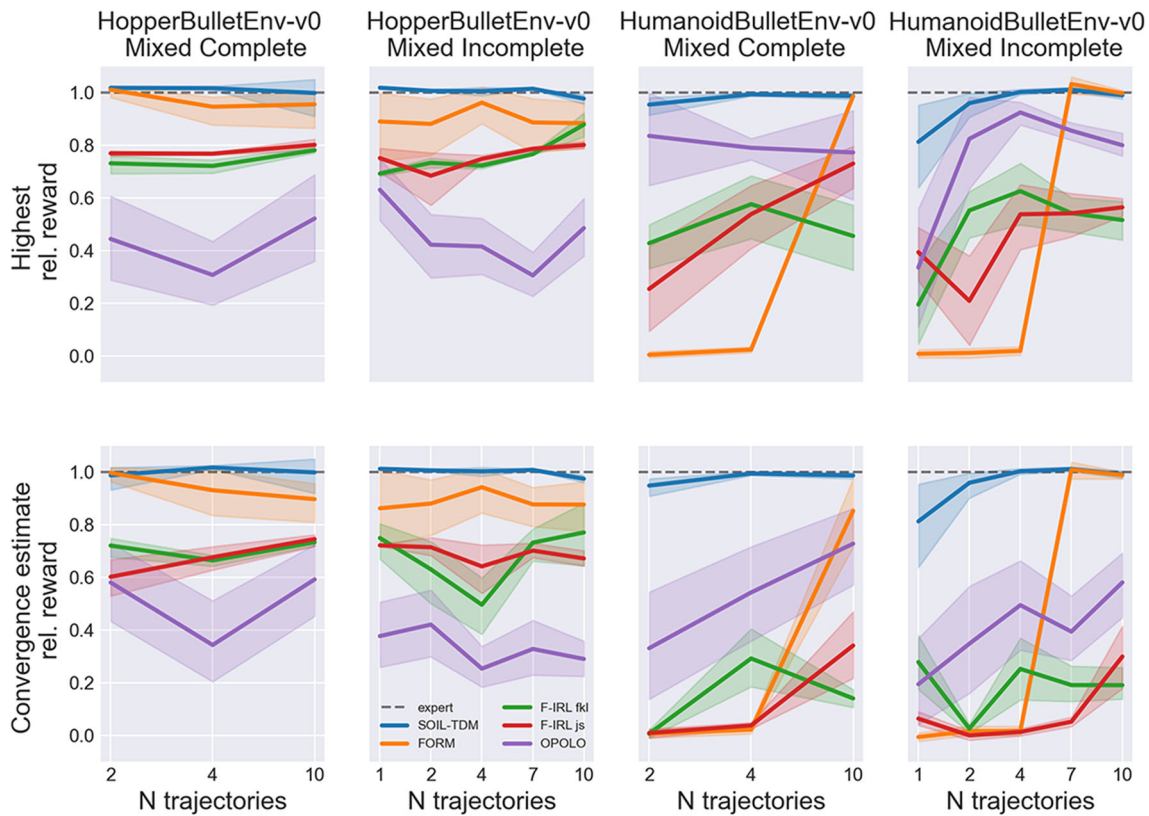 HopperBulletEnv-v0
Mixed Complete
HopperBulletEnv-v0
Mixed Incomplete
HumanoidBulletEnv-v0
Mixed Complete
HumanoidBulletEnv-v0
Mixed Incomplete
Highest
rel. reward
1.0
0.8
0.6
0.4
0.2
0.0
Convergence estimate
rel. reward
1.0
0.8
0.6
0.4
0.2
0.0
expert
SOIL-TDM
FORM
F-IRL fkl
F-IRL js
OPOLO
2 4 10
1 2 4 7 10
2 4 10
1 2 4 7 10
N trajectories
N trajectories
N trajectories
N trajectories